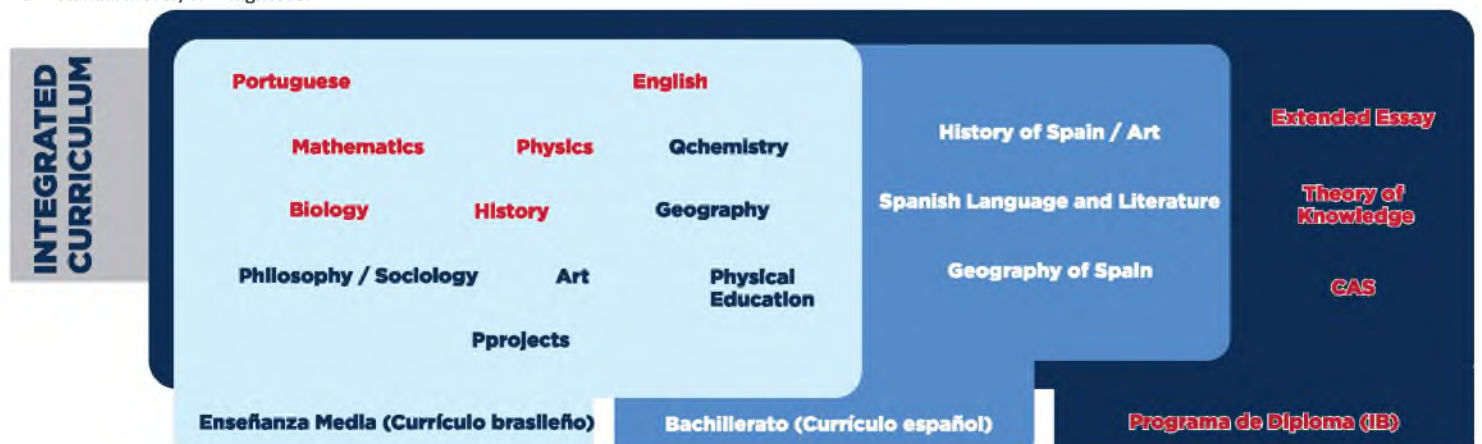 INTEGRATED
CURRICULUM
Portuguese English
Mathematics Physics Qchemistry
Biology History Geography
Philosophy / Sociology Art Physical
Education
Pprojects
History of Spain / Art
Spanish Language and Literature
Geography of Spain
Extended Essay
Theory of
Knowledge
CAS
Enseñanza Media (Currículo brasileño)
Bachillerato (Currículo español)
Programa de Diploma (IB)